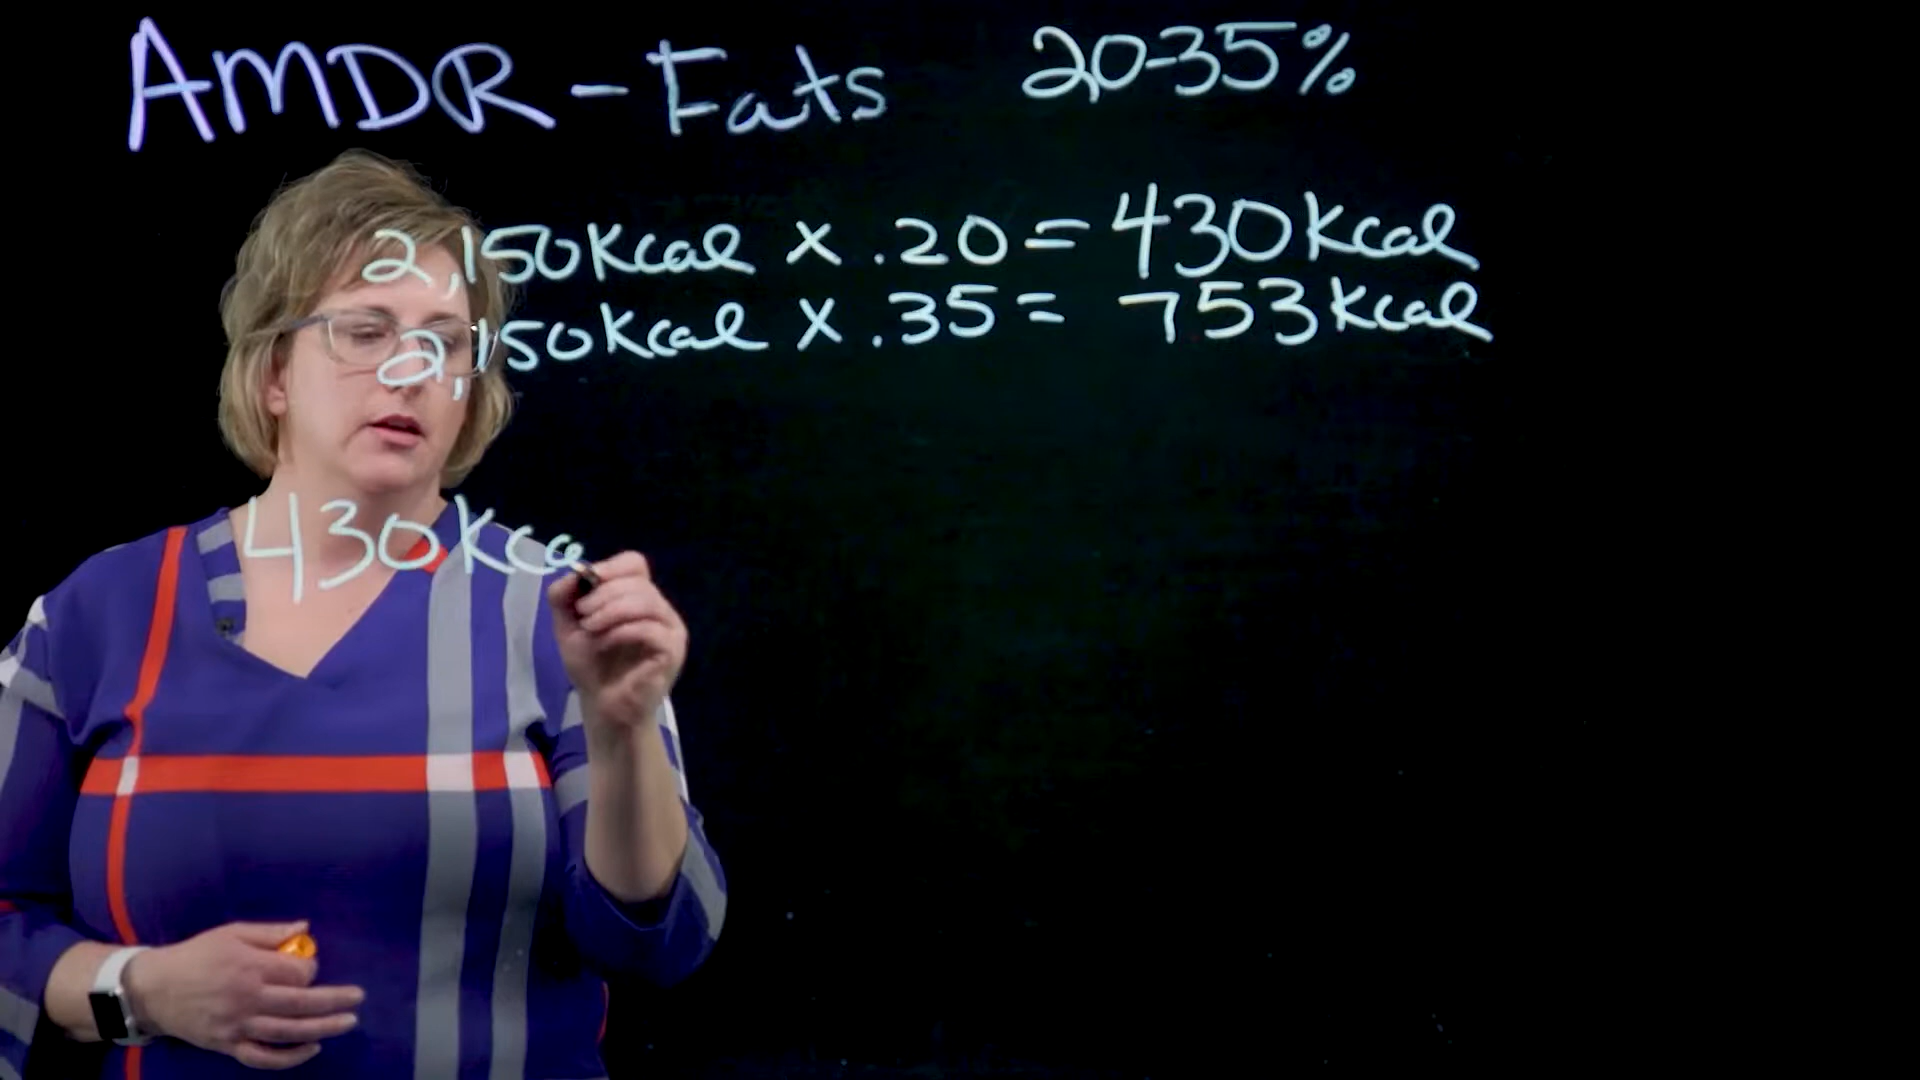 AMDR - Fats 20-35%
2,150 Kcal x .20 = 430 Kcal
2,150 Kcal x .35 = 753 Kcal
430 Kca